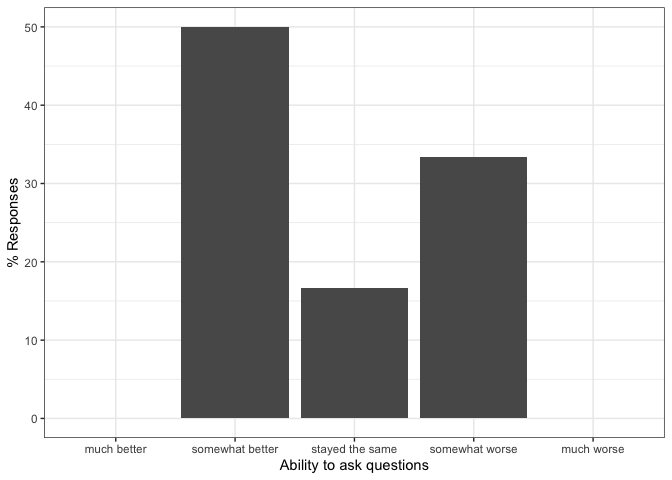 50
40
30
20
10
0
% Responses
much better somewhat better stayed the same somewhat worse much worse
Ability to ask questions